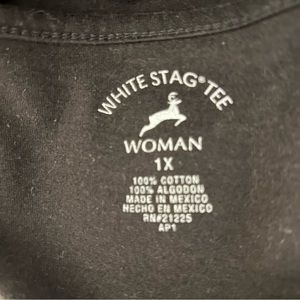 WHITE STAG® TEE
WOMAN
1X
100% COTTON
100% ALGODON
MADE IN MEXICO
HECHO EN MEXICO
RN#21225
AP1